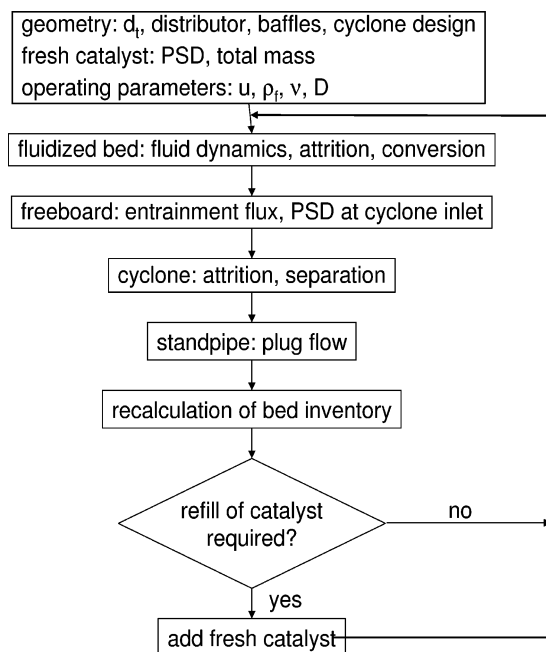 geometry: dt, distributor, baffles, cyclone design
fresh catalyst: PSD, total mass
operating parameters: u, ρf, ν, D
fluidized bed: fluid dynamics, attrition, conversion
freeboard: entrainment flux, PSD at cyclone inlet
cyclone: attrition, separation
standpipe: plug flow
recalculation of bed inventory
refill of catalyst
required?
no
yes
add fresh catalyst